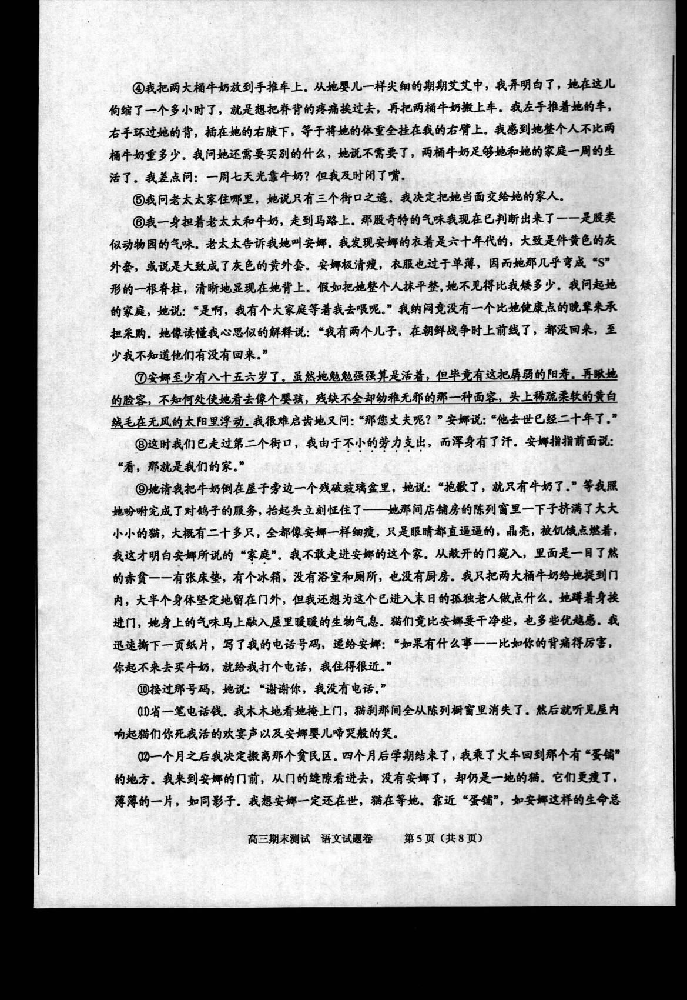 ④我把两大桶牛奶放到手推车上。从她婴儿一样尖细的期期艾艾中，我弄明白了，她在这儿
佝缩了一个多小时了，就是想把脊背的疼痛挨过去，再把两桶牛奶搬上车。我左手推着她的车，
右手环过她的背，插在她的右腋下，等于将她的体重全挂在我的右臂上。我感到她整个人不比两
桶牛奶重多少。我问她还需要买别的什么，她说不需要了，两桶牛奶足够她和她的家庭一周的生
活了。我差点问：一周七天光靠牛奶？但我及时闭了嘴。
⑤我问老太太家住哪里，她说只有三个街口之遥。我决定把她当面交给她的家人。
⑥我一身担着老太太和牛奶，走到马路上。那股奇特的气味我现在已判断出来了——是股类
似动物园的气味。老太太告诉我她叫安娜。我发现安娜的衣着是六十年代的，大致是件黄色的灰
外套，或说是大致成了灰色的黄外套。安娜极清瘦，衣服也过于单薄，因而她那几乎弯成“S”
形的一根脊柱，清晰地显现在她背上。假如把她整个人抹平整，她不见得比我矮多少。我问起她
的家庭，她说：“是啊，我有个大家庭等着我去喂呢。”我纳闷竟没有一个比她健康点的晚辈来承
担采购。她像读懂我心思似的解释说：“我有两个儿子，在朝鲜战争时上前线了，都没回来，至
少我不知道他们有没有回来。”
⑦安娜至少有八十五六岁了。虽然她勉勉强强算是活着，但毕竟有这把孱弱的阳寿。再瞅她
的脸容，不知何处使她看去像个婴孩，残缺不全却幼稚无邪的那一种面容，头上稀疏柔软的黄白
绒毛在无风的太阳里浮动。我很难启齿地又问：“那您丈夫呢？”安娜说：“他去世已经二十年了。”
⑧这时我们已走过第二个街口，我由于不小的劳力支出，而浑身有了汗。安娜指指前面说：
“看，那就是我们的家。”
⑨她请我把牛奶倒在屋子旁边一个残破玻璃盆里，她说：“抱歉了，就只有牛奶了。”等我照
她吩咐完成了对鸽子的服务，抬起头立刻怔住了——她那间店铺房的陈列窗里一下子挤满了大大
小小的猫，大概有二十多只，全都像安娜一样细瘦，只是眼睛都直逼逼的，晶亮，被饥饿点燃着，
我这才明白安娜所说的“家庭”。我不敢走进安娜的这个家。从敞开的门窥入，里面是一目了然
的赤贫——有张床垫，有个冰箱，没有浴室和厕所，也没有厨房。我只把两大桶牛奶给她提到门
内，大半个身体坚定地留在门外，但我还想为这个已进入末日的孤独老人做点什么。她蹲着身挨
进门，她身上的气味马上融入屋里暖暖的生物气息。猫们竟比安娜要干净些，也多些优越感。我
迅速撕下一页纸片，写了我的电话号码，递给安娜：“如果有什么事——比如你的背痛得厉害，
你起不来去买牛奶，就给我打个电话，我住得很近。”
⑩接过那号码，她说：“谢谢你，我没有电话。”
⑾省一笔电话钱。我木木地看她掩上门，猫刹那间全从陈列橱窗里消失了。然后就听见屋内
响起猫们你死我活的欢宴声以及安娜婴儿啼哭般的笑。
⑿一个月之后我决定搬离那个贫民区。四个月后学期结束了，我乘了火车回到那个有“蛋铺”
的地方。我来到安娜的门前，从门的缝隙看进去，没有安娜了，却仍是一地的猫。它们更瘦了，
薄薄的一片，如同影子。我想安娜一定还在世，猫在等她。靠近“蛋铺”，如安娜这样的生命总
高三期末测试 语文试题卷 第 5 页（共 8 页）